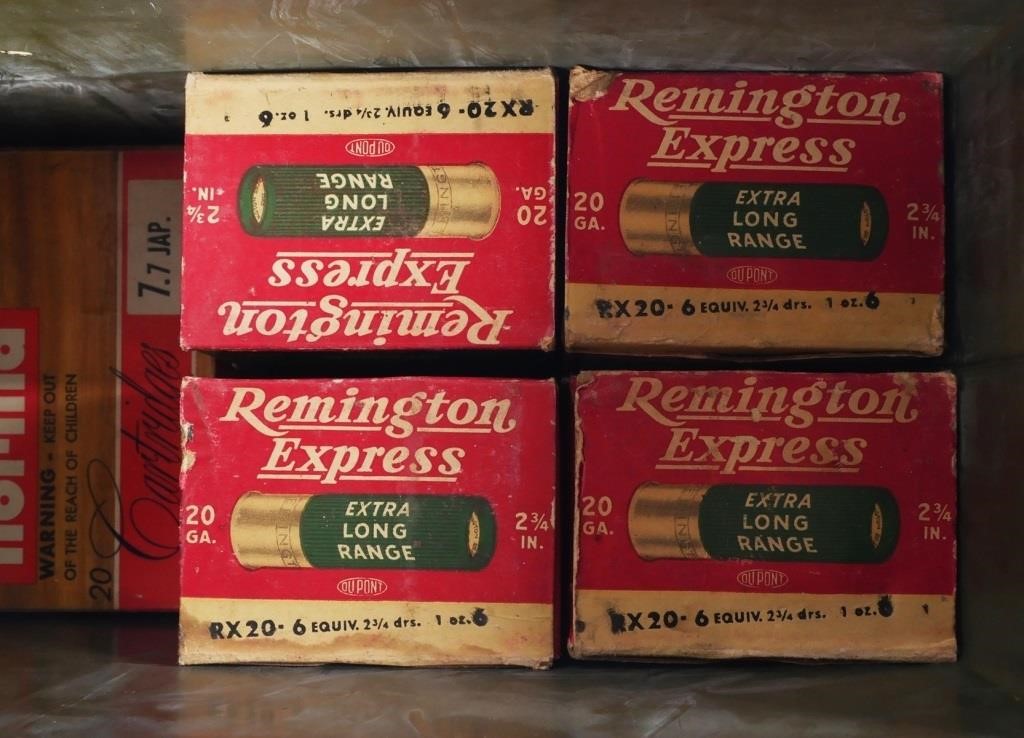 RX20-6 EQUIV. 2¾ drs. 1 oz. 6
DU PONT
20 GA.
EXTRA
LONG
RANGE
2¾ IN.
Remington
Express
Remington
Express
20 GA.
EXTRA
LONG
RANGE
2¾ IN.
DU PONT
RX20-6 EQUIV. 2¾ drs. 1 oz. 6
Remington
Express
20 GA.
EXTRA
LONG
RANGE
2¾ IN.
DU PONT
RX20-6 EQUIV. 2¾ drs. 1 oz. 6
Remington
Express
20 GA.
EXTRA
LONG
RANGE
2¾ IN.
DU PONT
RX20-6 EQUIV. 2¾ drs. 1 oz. 6
WARNING - KEEP OUT
OF THE REACH OF CHILDREN
20 Cartridges
7.7 JAP.